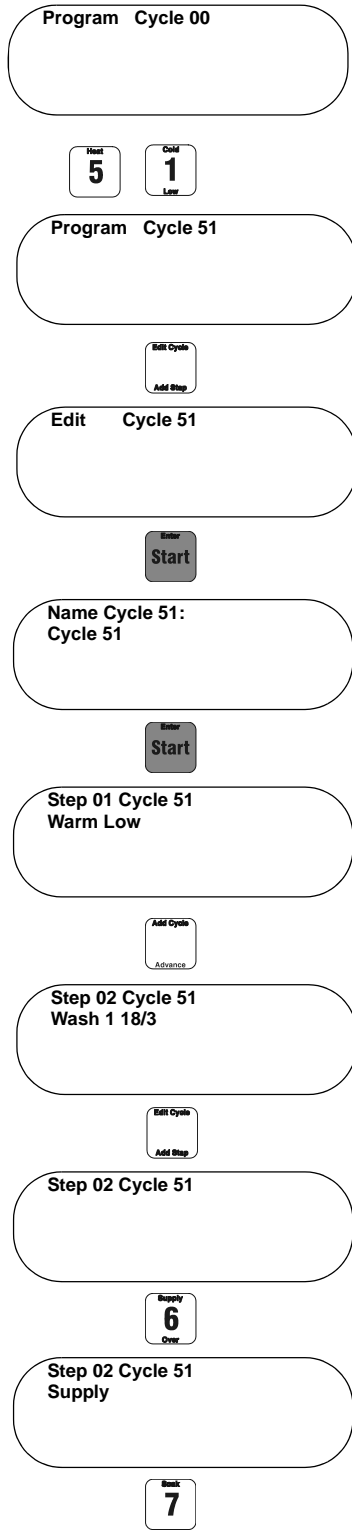 Program Cycle 00
Heat Cold
5 1
Low
Program Cycle 51
Edit Cycle
Add Step
Edit Cycle 51
Enter
Start
Name Cycle 51:
Cycle 51
Enter
Start
Step 01 Cycle 51
Warm Low
Add Cycle
Advance
Step 02 Cycle 51
Wash 1 18/3
Edit Cycle
Add Step
Step 02 Cycle 51
Supply
6
Over
Step 02 Cycle 51
Supply
Soak
7